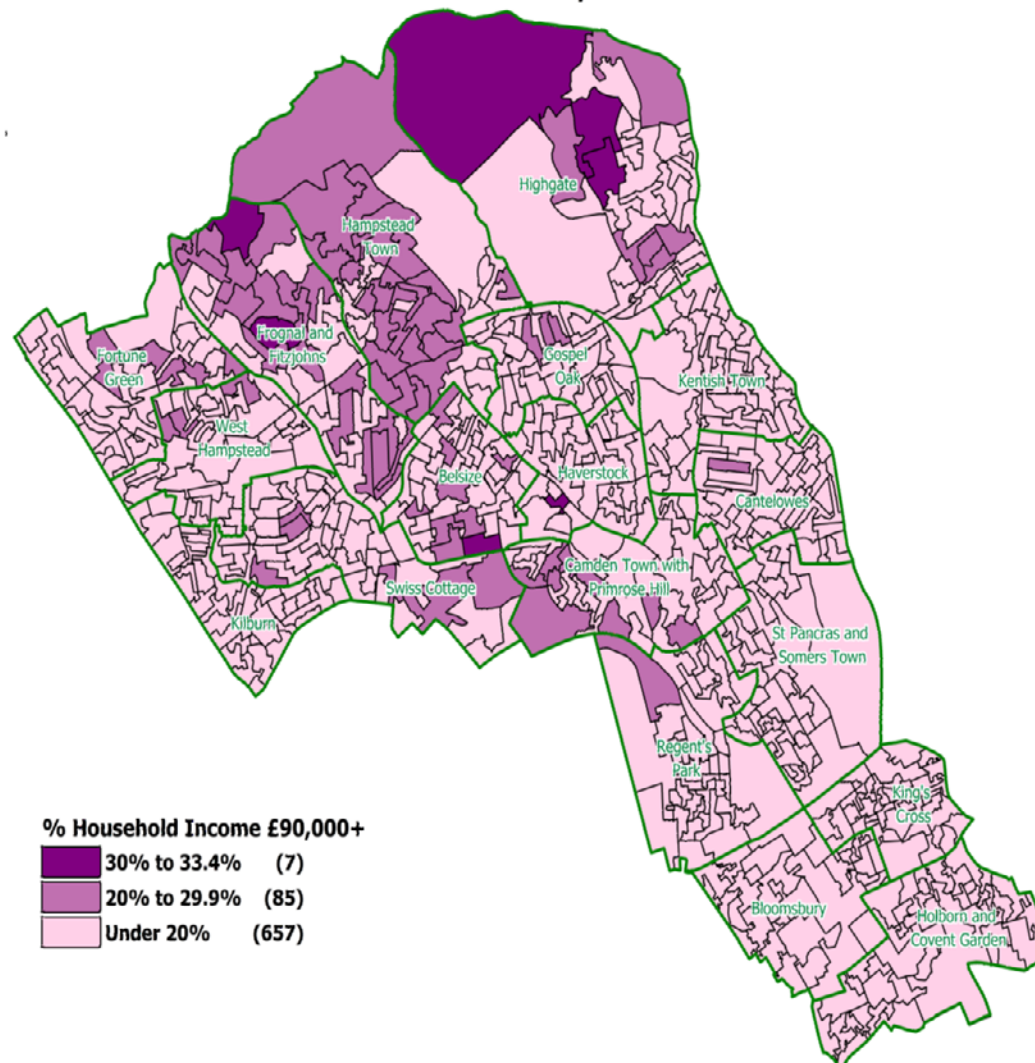 Highgate
Hampstead
Town
Frognal and
Fitzjohns
Fortune
Green
Gospel
Oak
Kentish Town
West
Hampstead
Belsize
Haverstock
Cantelowes
Camden Town with
Primrose Hill
Swiss Cottage
Kilburn
St Pancras and
Somers Town
Regent's
Park
King's
Cross
Bloomsbury
Holborn and
Covent Garden
% Household Income £90,000+
30% to 33.4% (7)
20% to 29.9% (85)
Under 20% (657)